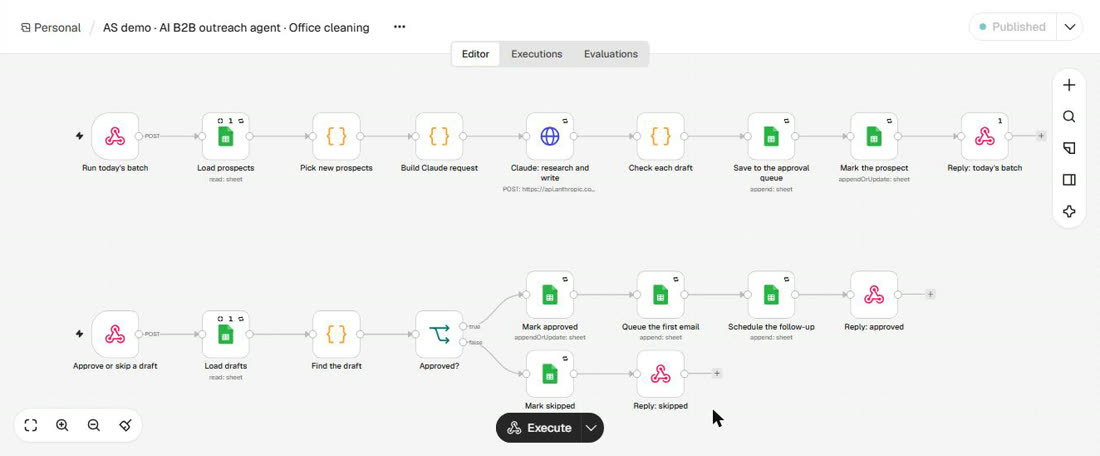 Personal / AS demo · AI B2B outreach agent · Office cleaning ...
Published
Editor Executions Evaluations
POST
1
1
Run today's batch
Load prospects
read: sheet
Pick new prospects
Build Claude request
Claude: research and
write
POST: https://api.anthropic.co...
Check each draft
Save to the approval
queue
append: sheet
Mark the prospect
appendOrUpdate: sheet
Reply: today's batch
POST
1
Approve or skip a draft
Load drafts
read: sheet
Find the draft
Approved?
true
false
Mark approved
appendOrUpdate: sheet
Queue the first email
append: sheet
Schedule the follow-up
append: sheet
Reply: approved
Mark skipped
Reply: skipped
Execute